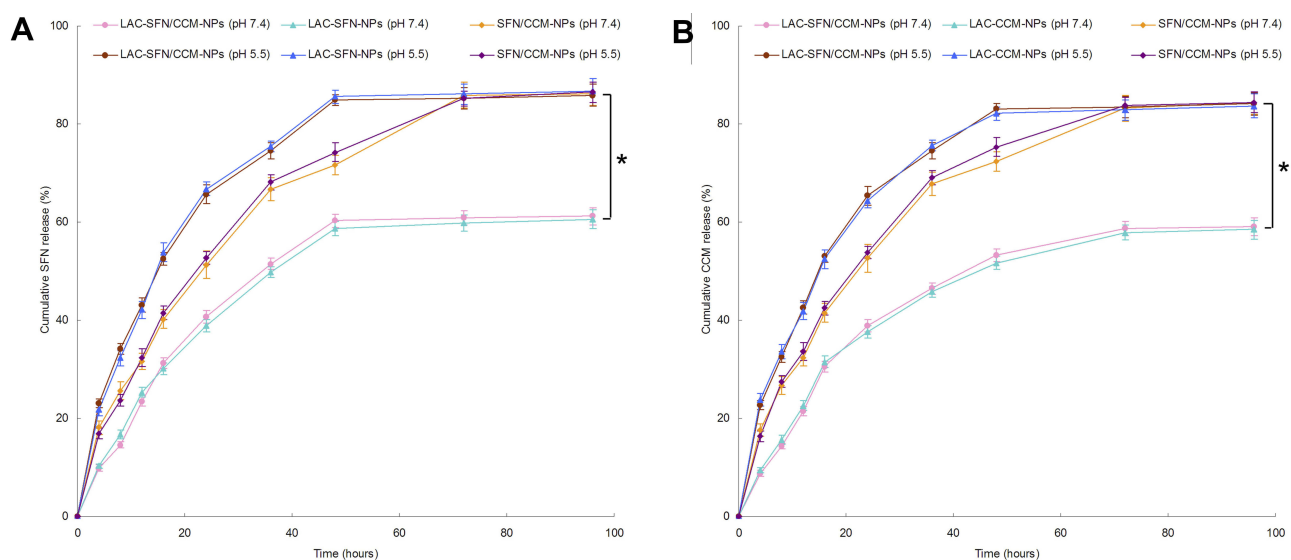 A
LAC-SFN/CCM-NPs (pH 7.4) LAC-SFN-NPs (pH 7.4) SFN/CCM-NPs (pH 7.4)
LAC-SFN/CCM-NPs (pH 5.5) LAC-SFN-NPs (pH 5.5) SFN/CCM-NPs (pH 5.5)
100
80
60
40
20
0
Cumulative SFN release (%)
*
0 20 40 60 80 100
Time (hours)
B
LAC-SFN/CCM-NPs (pH 7.4) LAC-CCM-NPs (pH 7.4) SFN/CCM-NPs (pH 7.4)
LAC-SFN/CCM-NPs (pH 5.5) LAC-CCM-NPs (pH 5.5) SFN/CCM-NPs (pH 5.5)
100
80
60
40
20
0
Cumulative CCM release (%)
*
0 20 40 60 80 100
Time (hours)